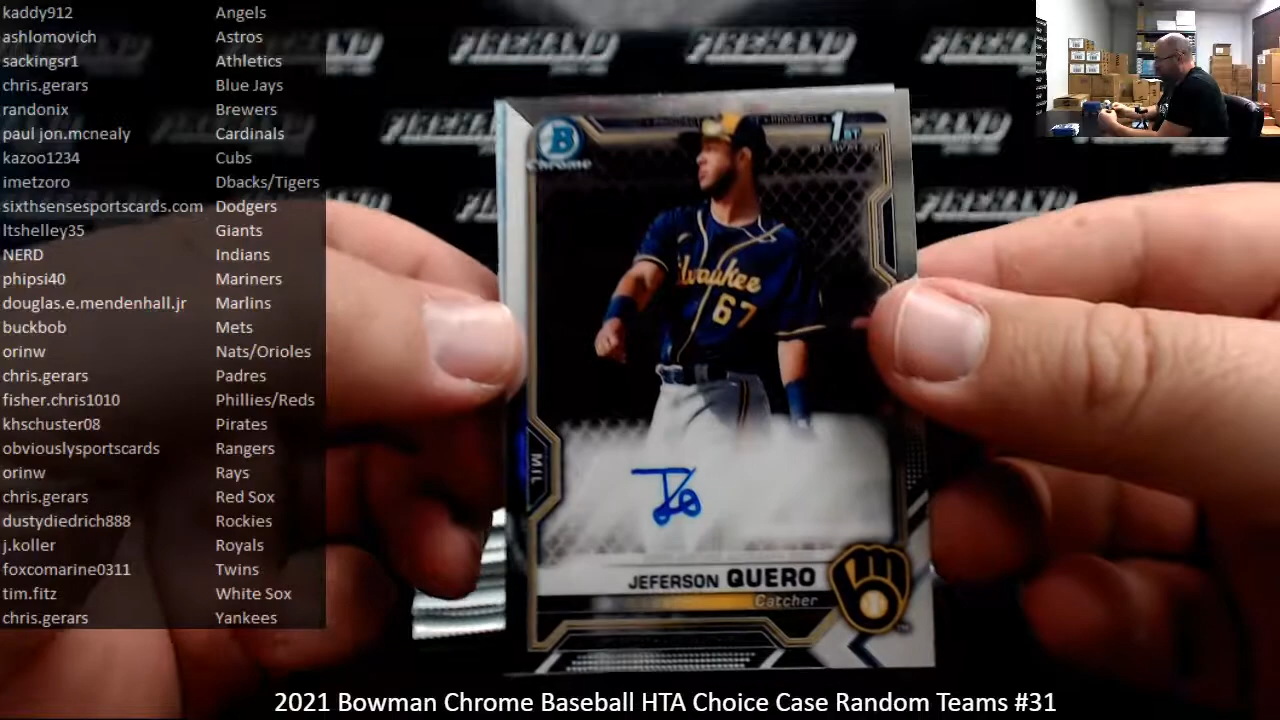 kaddy912 Angels
ashlomovich Astros
sackingsr1 Athletics
chris.gerars Blue Jays
randonix Brewers
paul jon.mcnealy Cardinals
kazoo1234 Cubs
imetzoro Dbacks/Tigers
sixthsensesportscards.com Dodgers
ltshelley35 Giants
NERD Indians
phipsi40 Mariners
douglas.e.mendenhall.jr Marlins
buckbob Mets
orinw Nats/Orioles
chris.gerars Padres
fisher.chris1010 Phillies/Reds
khschuster08 Pirates
obviouslysportscards Rangers
orinw Rays
chris.gerars Red Sox
dustydiedrich888 Rockies
j.koller Royals
foxcomarine0311 Twins
tim.fitz White Sox
chris.gerars Yankees
FIREHAND FIREHAND
B
Chrome
1ST
BOWMAN
Milwaukee
67
MIL
JEFERSON QUERO
Catcher
2021 Bowman Chrome Baseball HTA Choice Case Random Teams #31